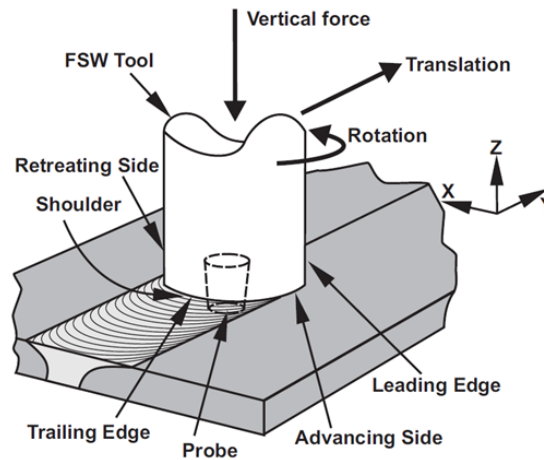 Vertical force
FSW Tool
Translation
Rotation
Retreating Side
Z
Shoulder
X
Y
Leading Edge
Trailing Edge
Advancing Side
Probe